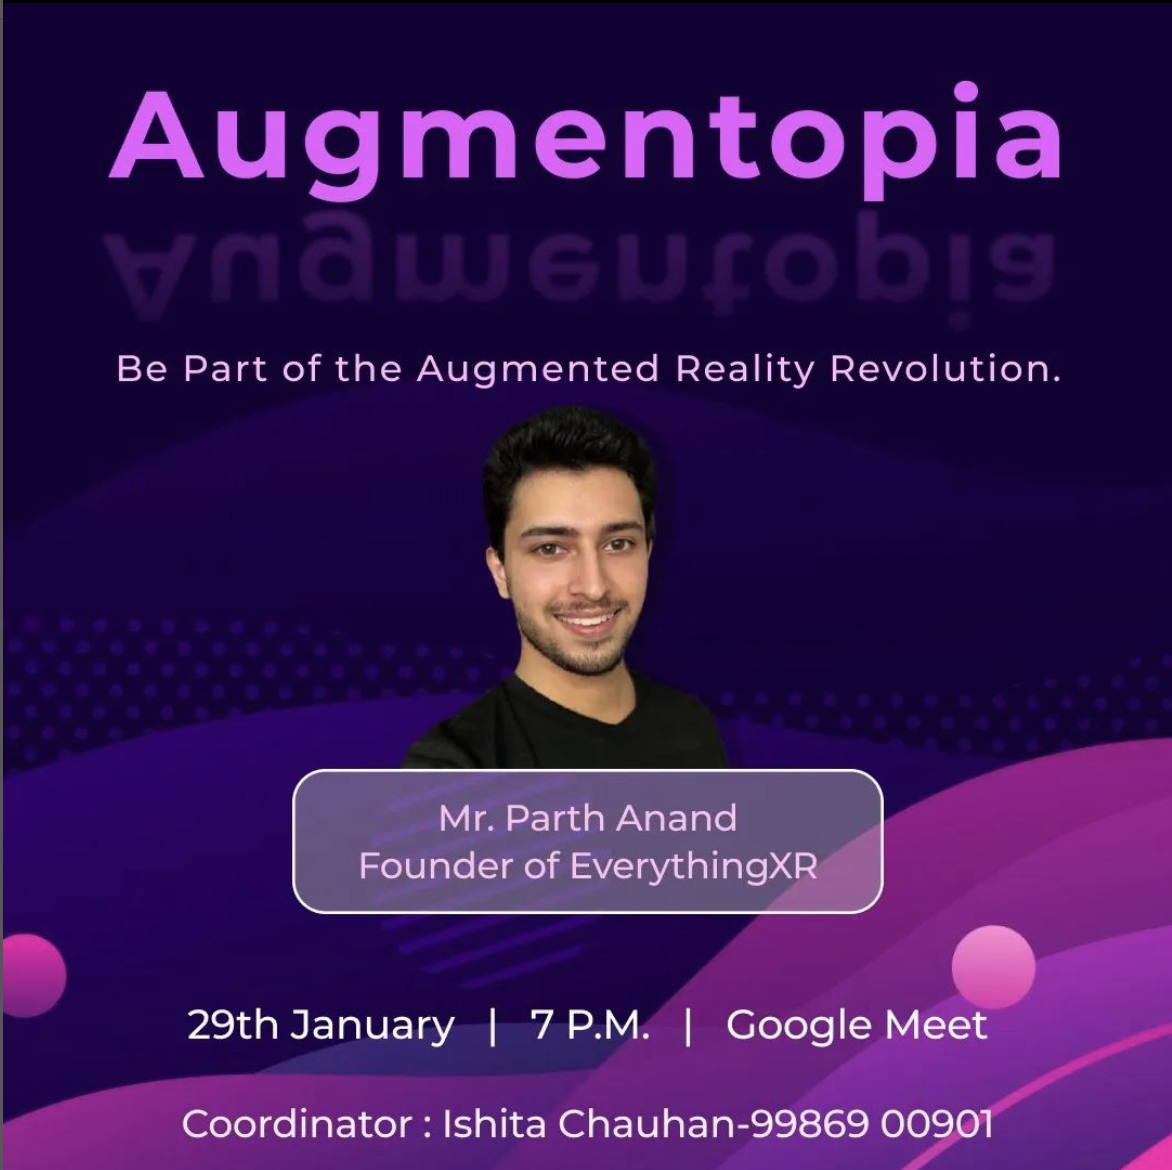 Augmentopia
Augmentopia
Be Part of the Augmented Reality Revolution.
Mr. Parth Anand
Founder of EverythingXR
29th January | 7 P.M. | Google Meet
Coordinator : Ishita Chauhan-99869 00901